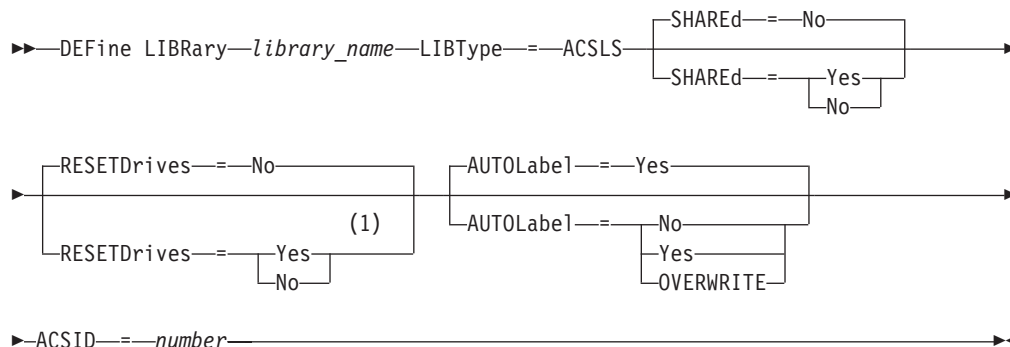 SHAREd = No
DEFine LIBRary library_name LIBType = ACSLS
SHAREd = Yes
No
RESETDrives = No
AUTOLabel = Yes
(1)
RESETDrives = Yes
No
AUTOLabel = No
Yes
OVERWRITE
ACSID = number